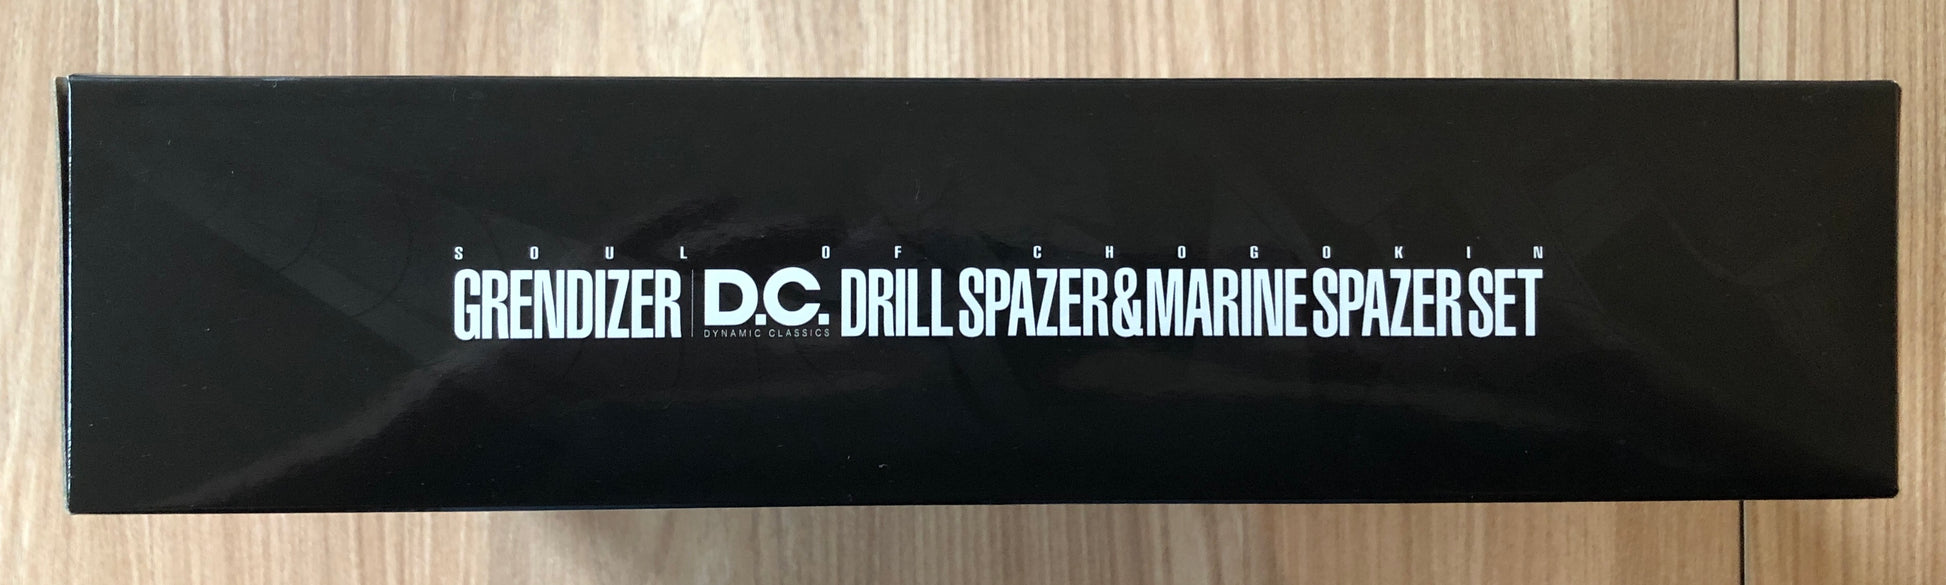 SOUL OF CHOGOKIN
GRENDIZER D.C. DRILL SPAZER&MARINE SPAZER SET
DYNAMIC CLASSICS